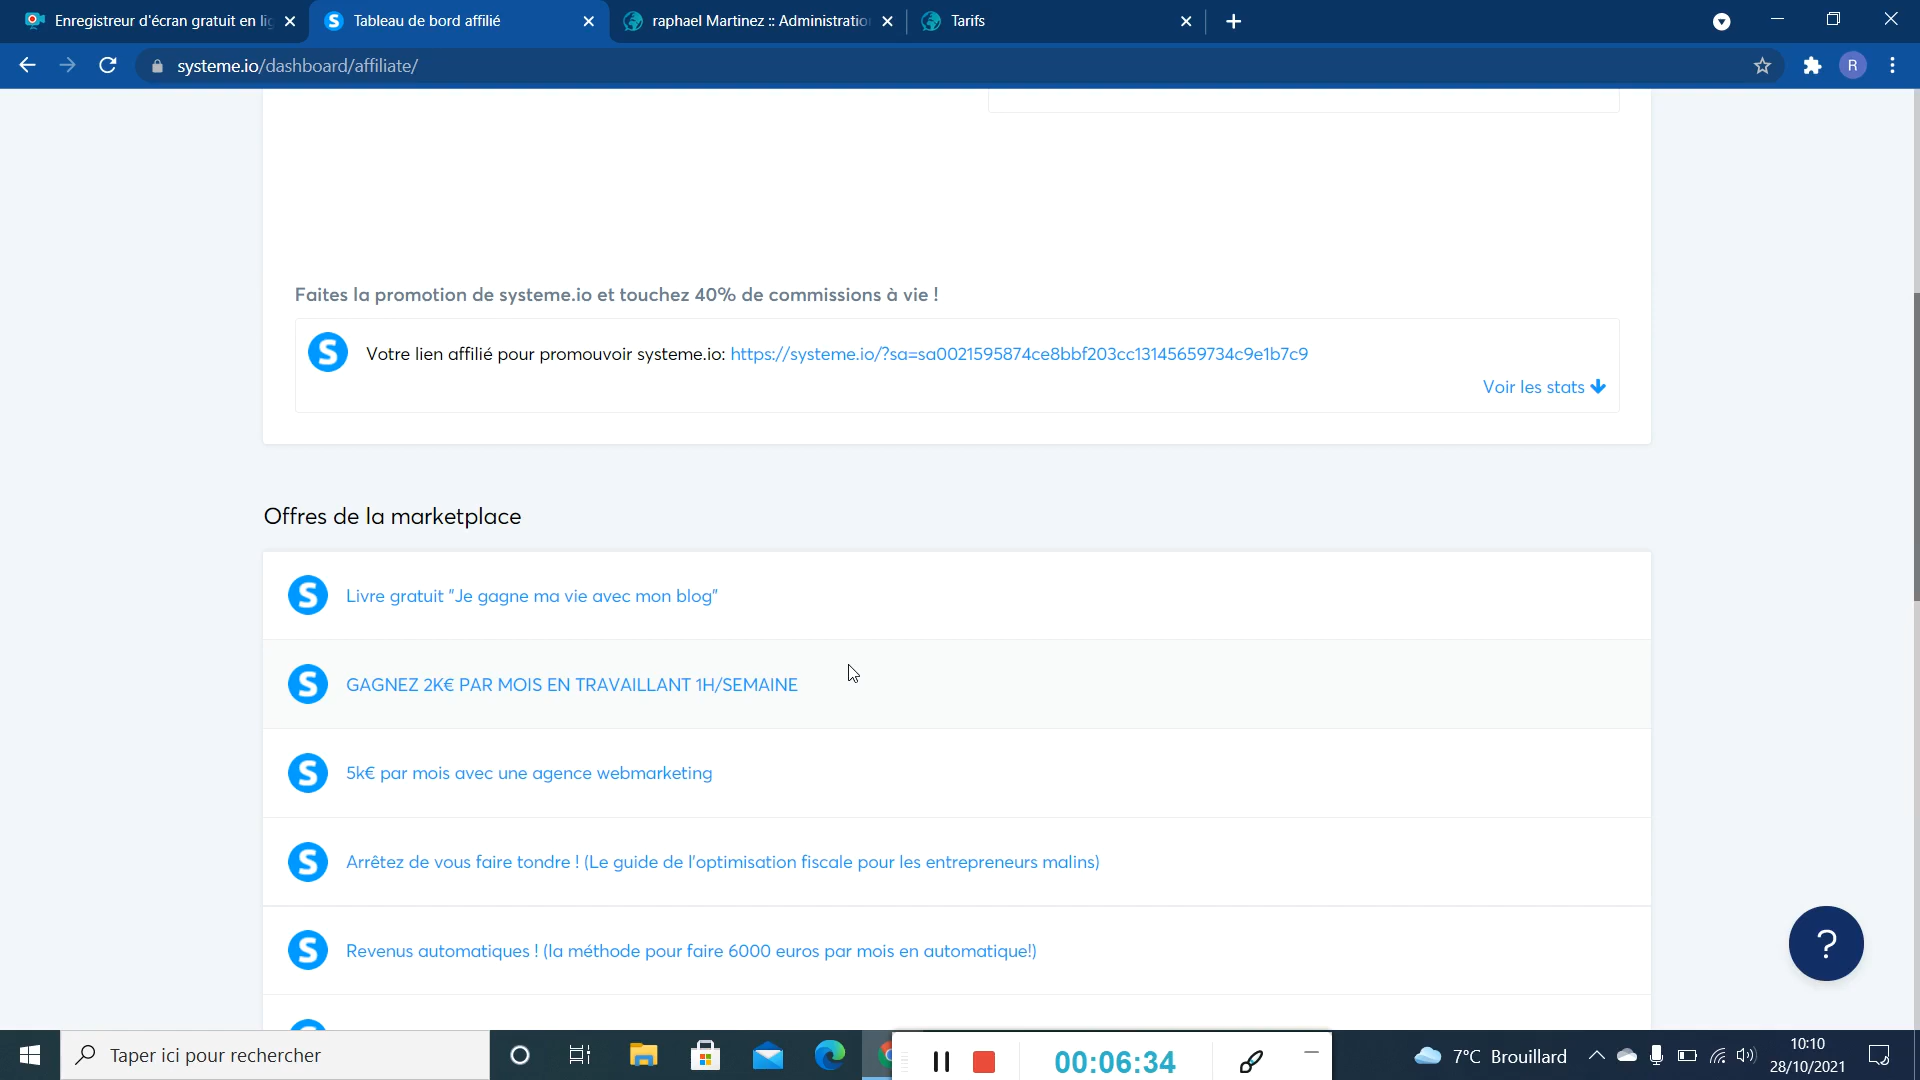 Enregistreur d'écran gratuit en lig
Tableau de bord affilié
raphael Martinez :: Administratio
Tarifs
systeme.io/dashboard/affiliate/
R
Faites la promotion de systeme.io et touchez 40% de commissions à vie !
S Votre lien affilié pour promouvoir systeme.io: https://systeme.io/?sa=sa0021595874ce8bbf203cc13145659734c9e1b7c9
Voir les stats
Offres de la marketplace
S Livre gratuit "Je gagne ma vie avec mon blog"
S GAGNEZ 2K€ PAR MOIS EN TRAVAILLANT 1H/SEMAINE
S 5k€ par mois avec une agence webmarketing
S Arrêtez de vous faire tondre ! (Le guide de l'optimisation fiscale pour les entrepreneurs malins)
S Revenus automatiques ! (la méthode pour faire 6000 euros par mois en automatique!)
?
Taper ici pour rechercher
00:06:34
7°C Brouillard
10:10
28/10/2021